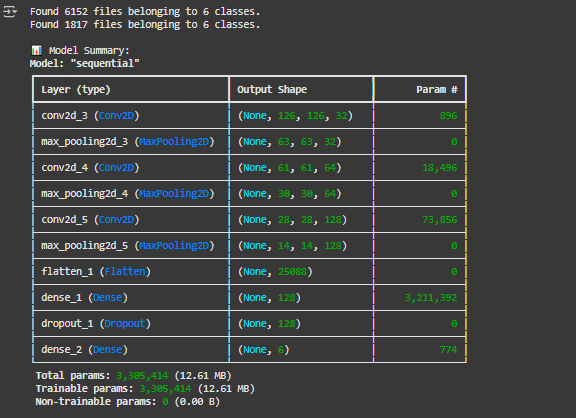 Found 6152 files belonging to 6 classes.
Found 1817 files belonging to 6 classes.
📊 Model Summary:
Model: "sequential"
Layer (type) Output Shape Param #
conv2d_3 (Conv2D) (None, 126, 126, 32) 896
max_pooling2d_3 (MaxPooling2D) (None, 63, 63, 32) 0
conv2d_4 (Conv2D) (None, 61, 61, 64) 18,496
max_pooling2d_4 (MaxPooling2D) (None, 30, 30, 64) 0
conv2d_5 (Conv2D) (None, 28, 28, 128) 73,856
max_pooling2d_5 (MaxPooling2D) (None, 14, 14, 128) 0
flatten_1 (Flatten) (None, 25088) 0
dense_1 (Dense) (None, 128) 3,211,392
dropout_1 (Dropout) (None, 128) 0
dense_2 (Dense) (None, 6) 774
Total params: 3,305,414 (12.61 MB)
Trainable params: 3,305,414 (12.61 MB)
Non-trainable params: 0 (0.00 B)